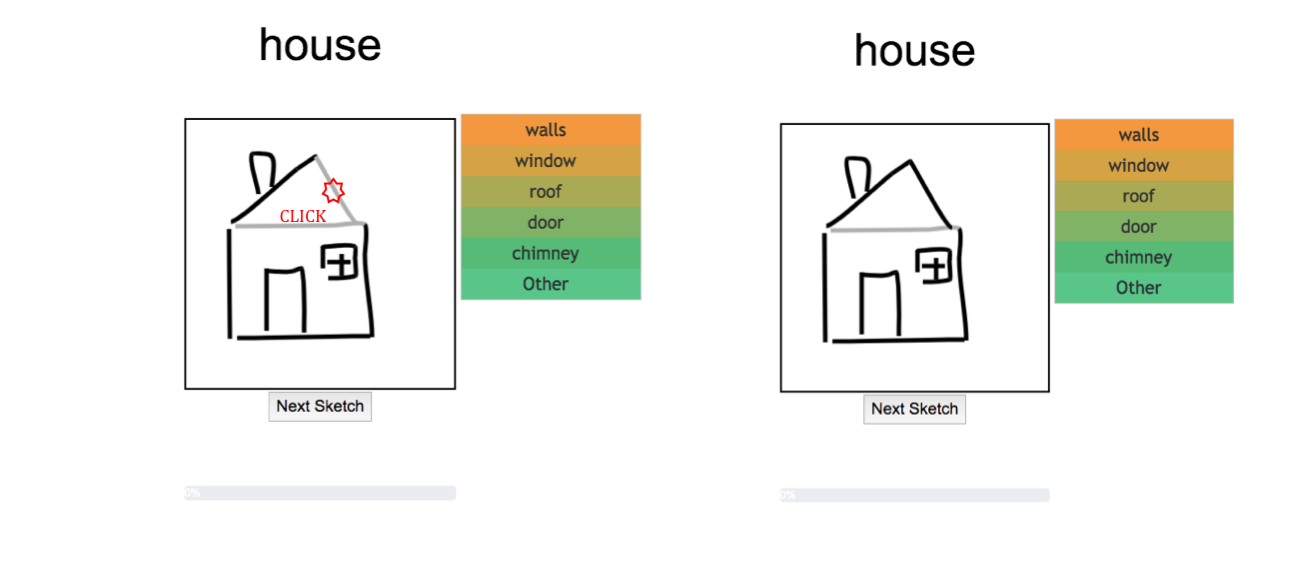 house
walls
window
roof
door
chimney
Other
CLICK
Next Sketch
0%
house
walls
window
roof
door
chimney
Other
Next Sketch
0%